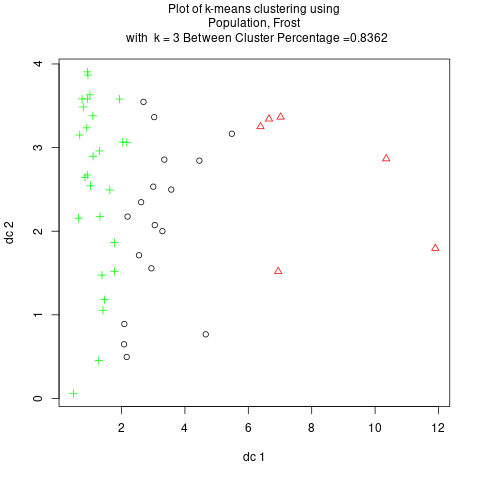 Plot of k-means clustering using
Population, Frost
with k = 3 Between Cluster Percentage =0.8362
4
3
2
1
0
dc 2
2
4
6
8
10
12
dc 1